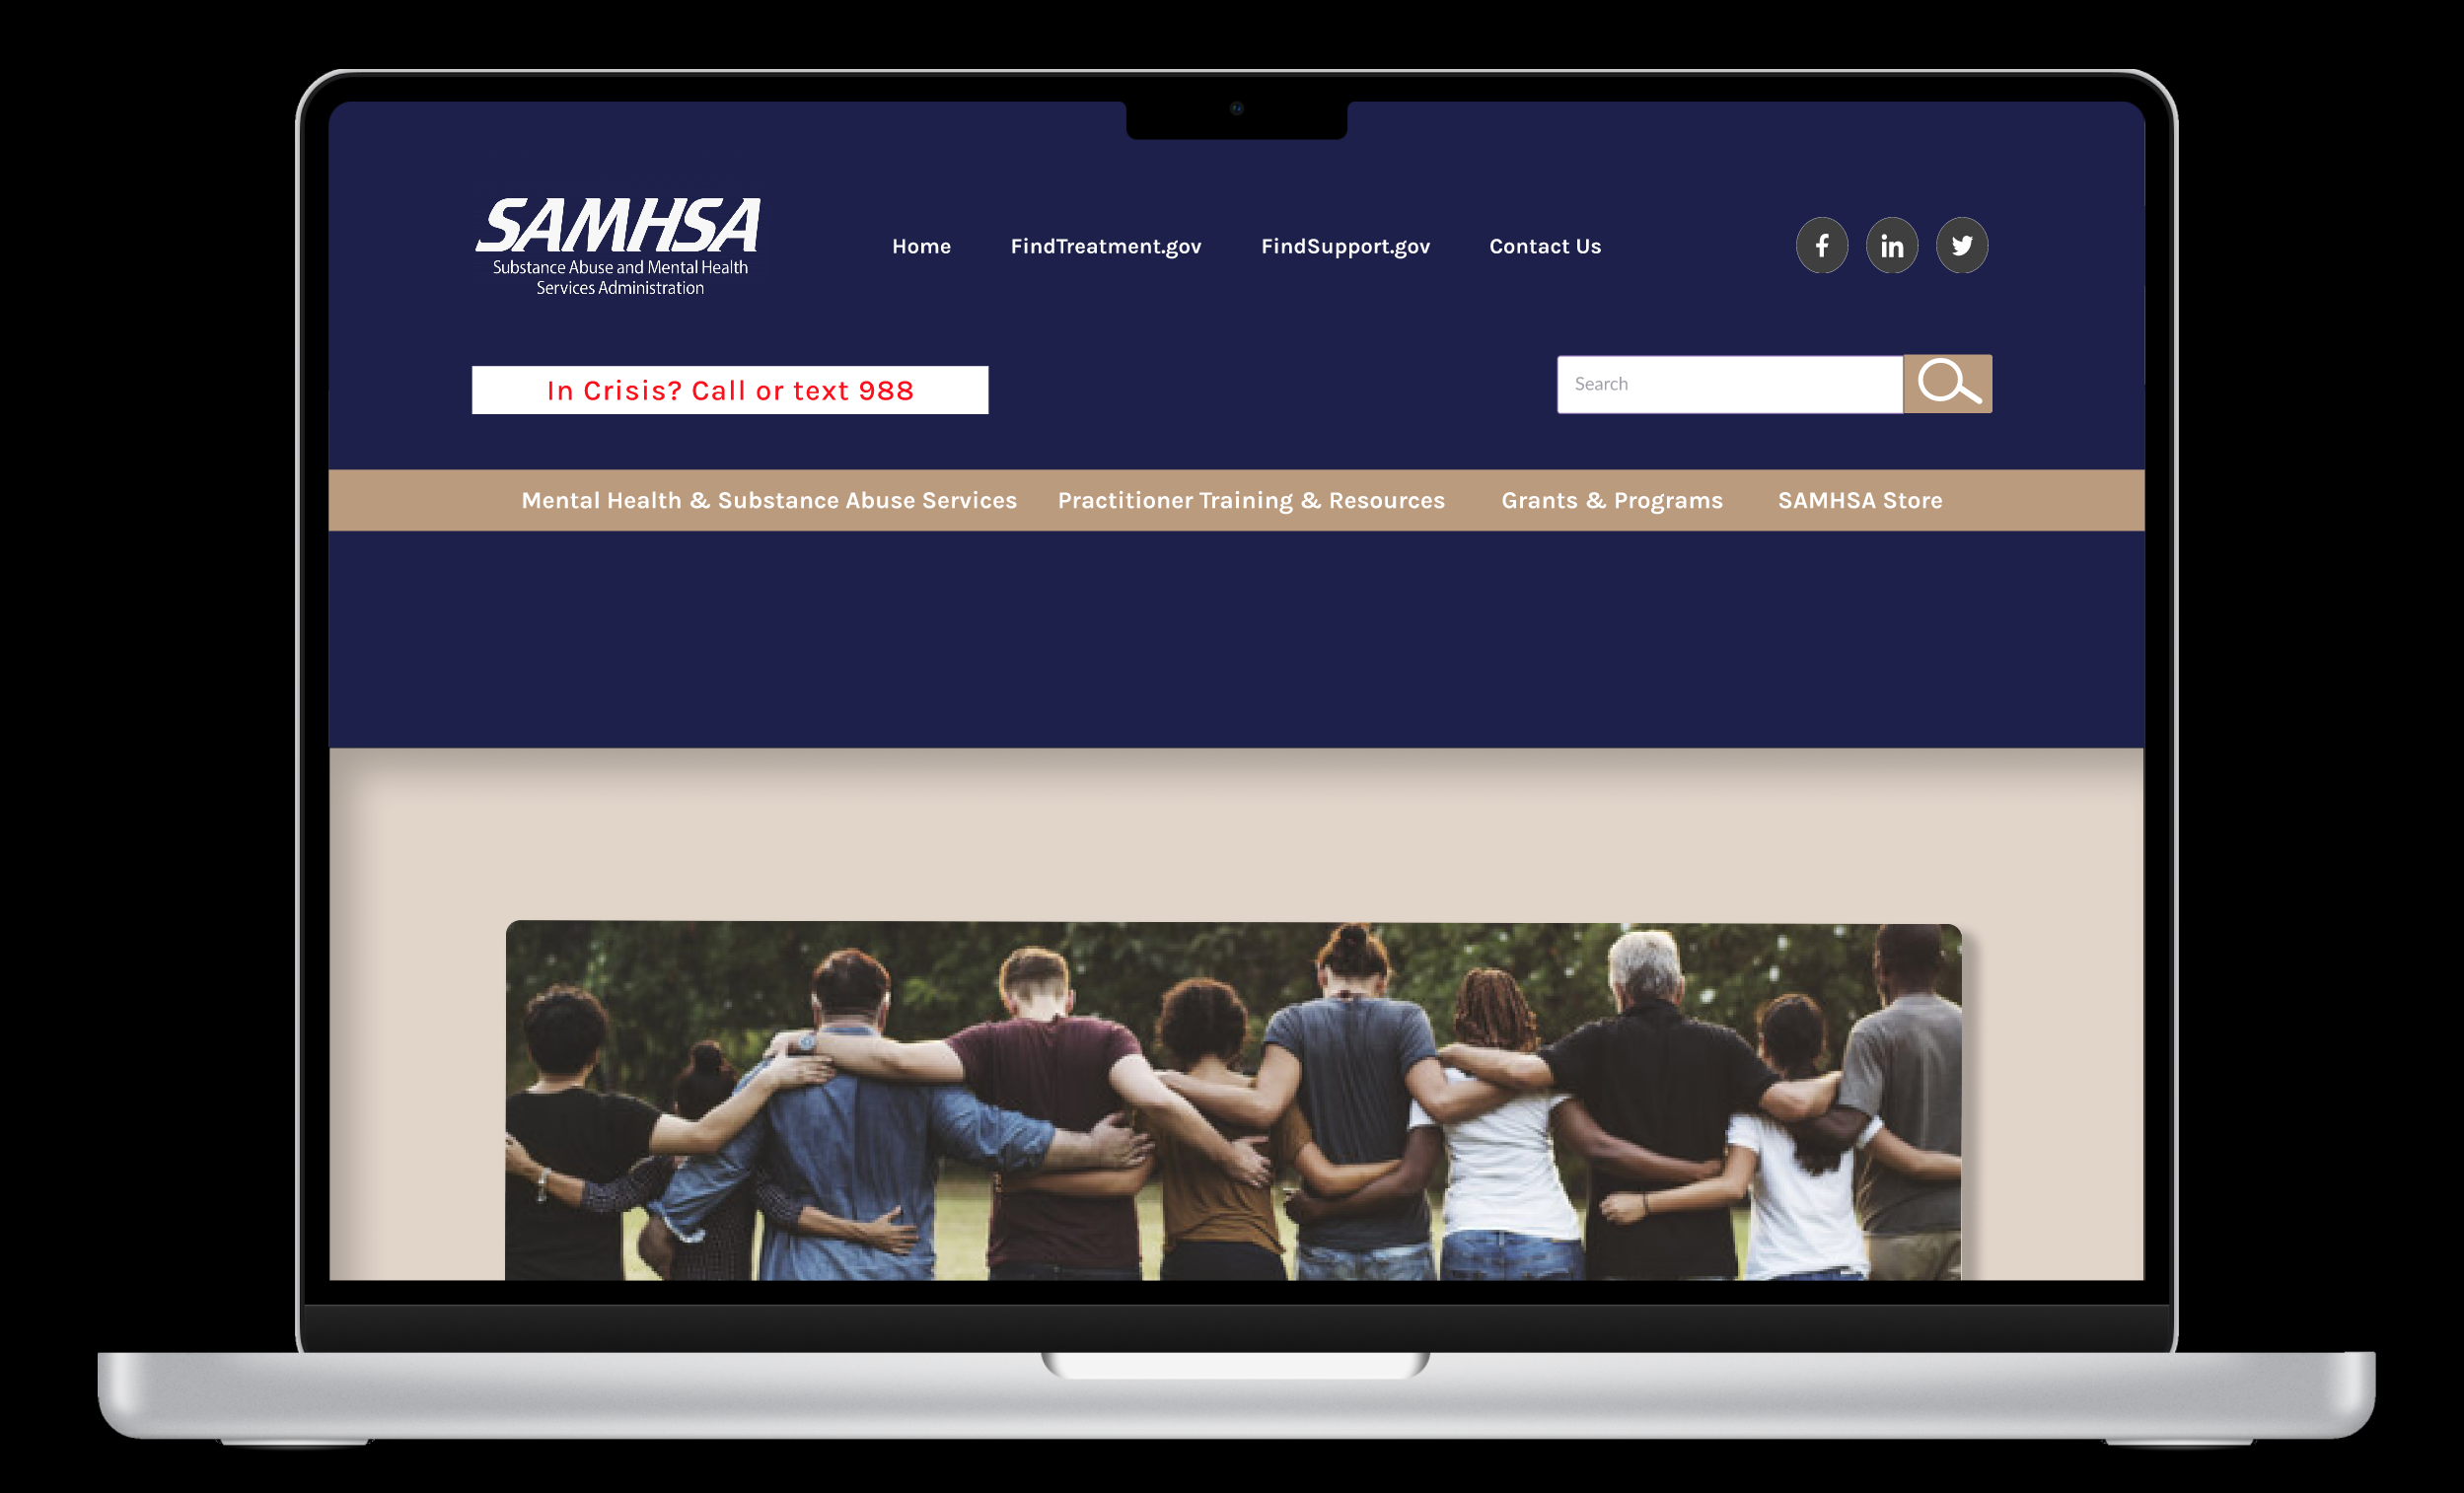 SAMHSA
Substance Abuse and Mental Health
Services Administration
Home FindTreatment.gov FindSupport.gov Contact Us
f in
In Crisis? Call or text 988
Search
Mental Health & Substance Abuse Services Practitioner Training & Resources Grants & Programs SAMHSA Store